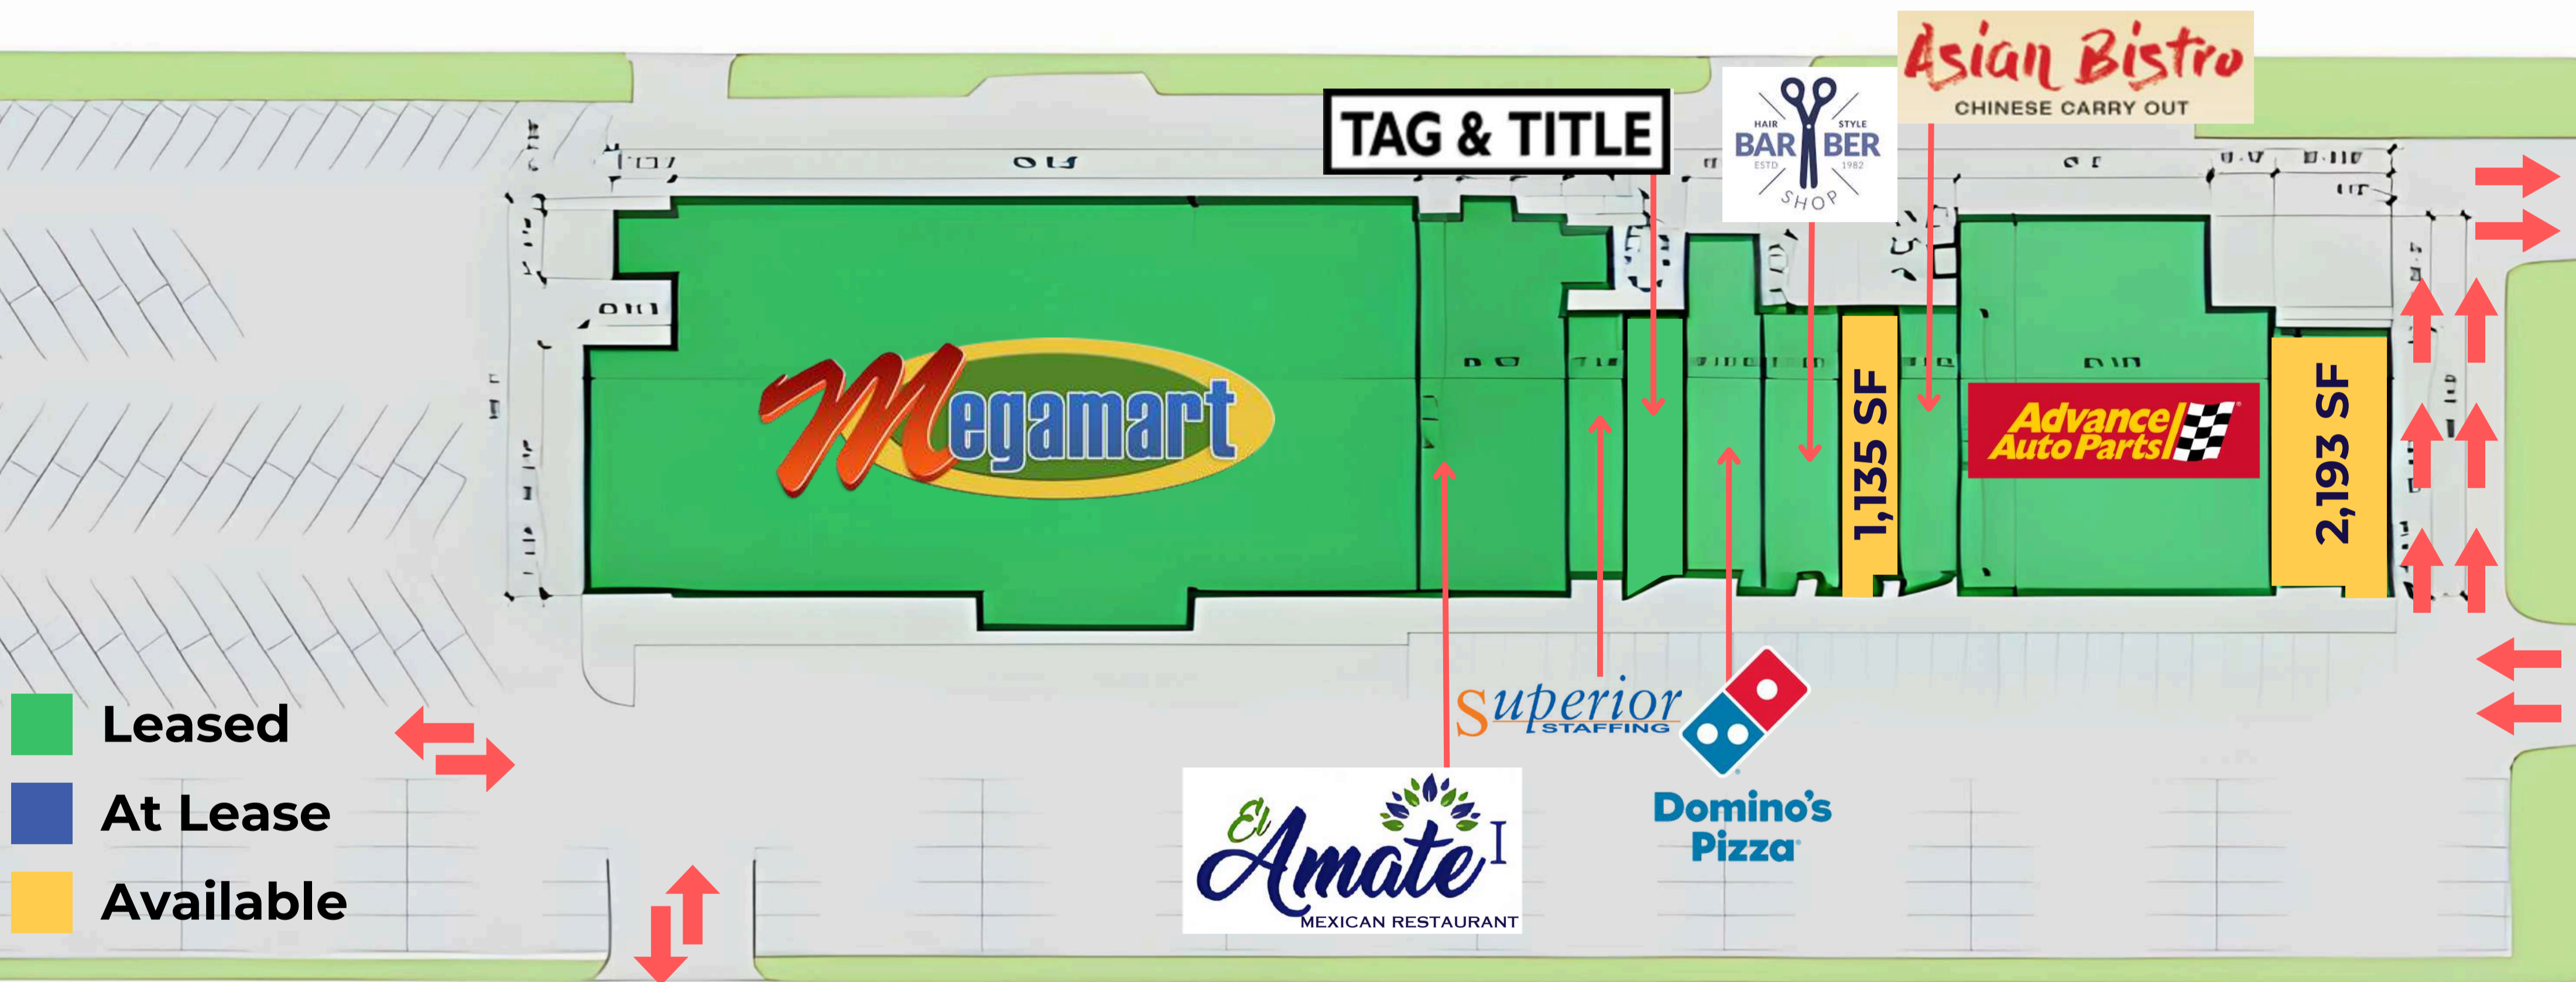 Asian Bistro
CHINESE CARRY OUT
TAG & TITLE
HAIR STYLE
BARBER
ESTD 1982
SHOP
Megamart
1,135 SF
Advance
Auto Parts
2,193 SF
Superior
STAFFING
Domino's
Pizza
El
Amate I
MEXICAN RESTAURANT
Leased
At Lease
Available